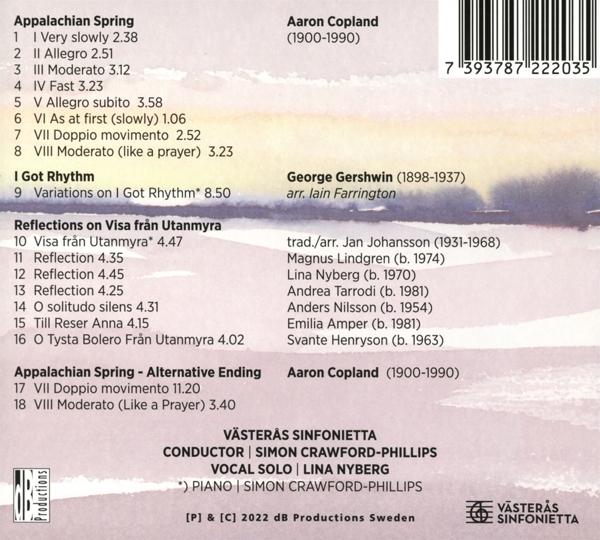 Appalachian Spring Aaron Copland
1 I Very slowly 2.38 (1900-1990)
2 II Allegro 2.51
3 III Moderato 3.12
4 IV Fast 3.23
5 V Allegro subito 3.58
6 VI As at first (slowly) 1.06
7 VII Doppio movimento 2.52
8 VIII Moderato (like a prayer) 3.23
7 393787 222035
I Got Rhythm George Gershwin (1898-1937)
9 Variations on I Got Rhythm* 8.50 arr. Iain Farrington
Reflections on Visa från Utanmyra
10 Visa från Utanmyra* 4.47 trad./arr. Jan Johansson (1931-1968)
11 Reflection 4.35 Magnus Lindgren (b. 1974)
12 Reflection 4.45 Lina Nyberg (b. 1970)
13 Reflection 4.25 Andrea Tarrodi (b. 1981)
14 O solitudo silens 4.31 Anders Nilsson (b. 1954)
15 Till Reser Anna 4.15 Emilia Amper (b. 1981)
16 O Tysta Bolero Från Utanmyra 4.02 Svante Henryson (b. 1963)
Appalachian Spring - Alternative Ending Aaron Copland (1900-1990)
17 VII Doppio movimento 11.20
18 VIII Moderato (Like a Prayer) 3.40
VÄSTERÅS SINFONIETTA
CONDUCTOR | SIMON CRAWFORD-PHILLIPS
VOCAL SOLO | LINA NYBERG
*) PIANO | SIMON CRAWFORD-PHILLIPS
dB Productions
[P] & [C] 2022 dB Productions Sweden
VÄSTERÅS
SINFONIETTA